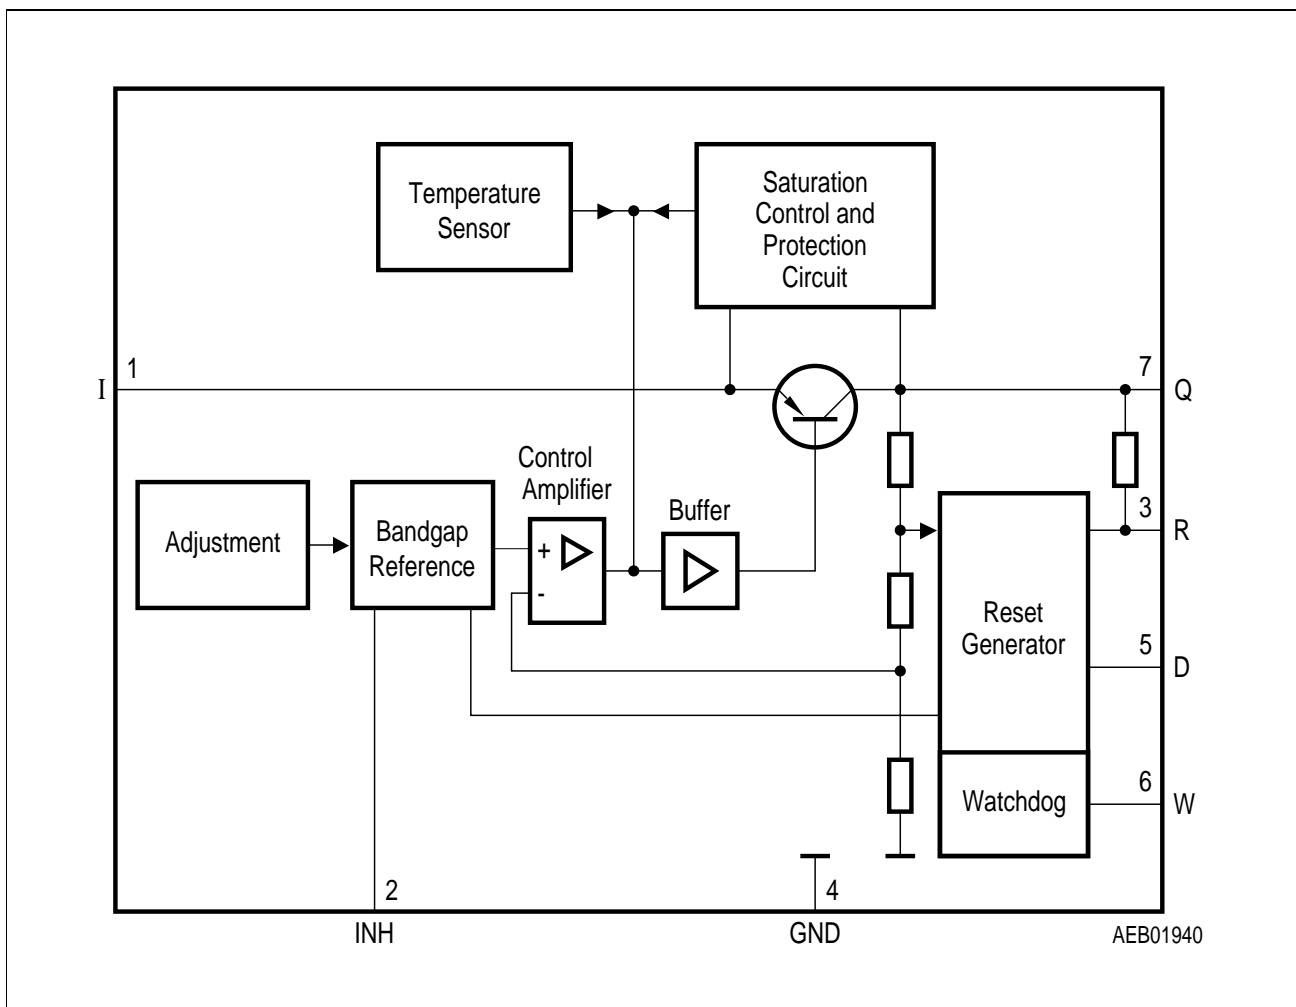 Temperature
Sensor
Saturation
Control and
Protection
Circuit
1
I
7
Q
Control
Amplifier
Buffer
Adjustment
Bandgap
Reference
+
-
3
R
Reset
Generator
5
D
Watchdog
6
W
2
INH
4
GND
AEB01940